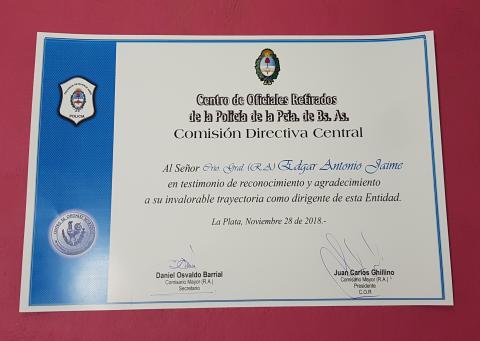 Centro de Oficiales Retirados
de la Policía de la Pcia. de Bs. As.
Comisión Directiva Central
POLICIA
Al Señor Crio. Gral. (R.A) Edgar Antonio Jaime
en testimonio de reconocimiento y agradecimiento
a su invalorable trayectoria como dirigente de esta Entidad.
La Plata, Noviembre 28 de 2018.-
Daniel Osvaldo Barrial
Comisario Mayor (R.A.)
Secretario
Juan Carlos Ghillino
Comisario Mayor (R.A.)
Presidente
C.O.R.